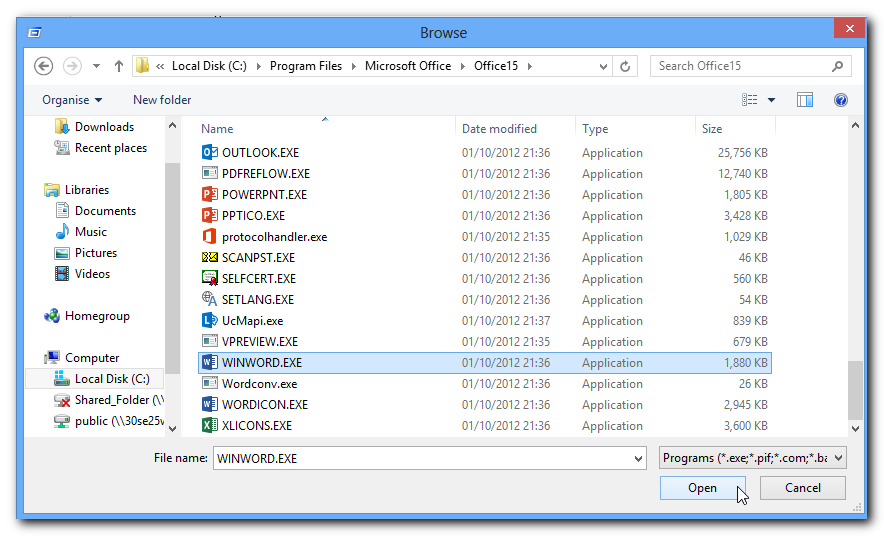 Browse
« Local Disk (C:) Program Files Microsoft Office Office15
Search Office15
Organise New folder
Downloads
Recent places
Libraries
Documents
Music
Pictures
Videos
Homegroup
Computer
Local Disk (C:)
Shared_Folder (\\
public (\\30se25w
Name Date modified Type Size
OUTLOOK.EXE 01/10/2012 21:36 Application 25,756 KB
PDFREFLOW.EXE 01/10/2012 21:36 Application 12,740 KB
POWERPNT.EXE 01/10/2012 21:36 Application 1,805 KB
PPTICO.EXE 01/10/2012 21:36 Application 3,428 KB
protocolhandler.exe 01/10/2012 21:35 Application 1,029 KB
SCANPST.EXE 01/10/2012 21:36 Application 46 KB
SELFCERT.EXE 01/10/2012 21:36 Application 560 KB
SETLANG.EXE 01/10/2012 21:36 Application 54 KB
UcMapi.exe 01/10/2012 21:37 Application 839 KB
VPREVIEW.EXE 01/10/2012 21:35 Application 679 KB
WINWORD.EXE 01/10/2012 21:36 Application 1,880 KB
Wordconv.exe 01/10/2012 21:36 Application 26 KB
WORDICON.EXE 01/10/2012 21:36 Application 2,945 KB
XLICONS.EXE 01/10/2012 21:36 Application 3,600 KB
File name: WINWORD.EXE
Programs (*.exe;*.pif;*.com;*.ba
Open Cancel